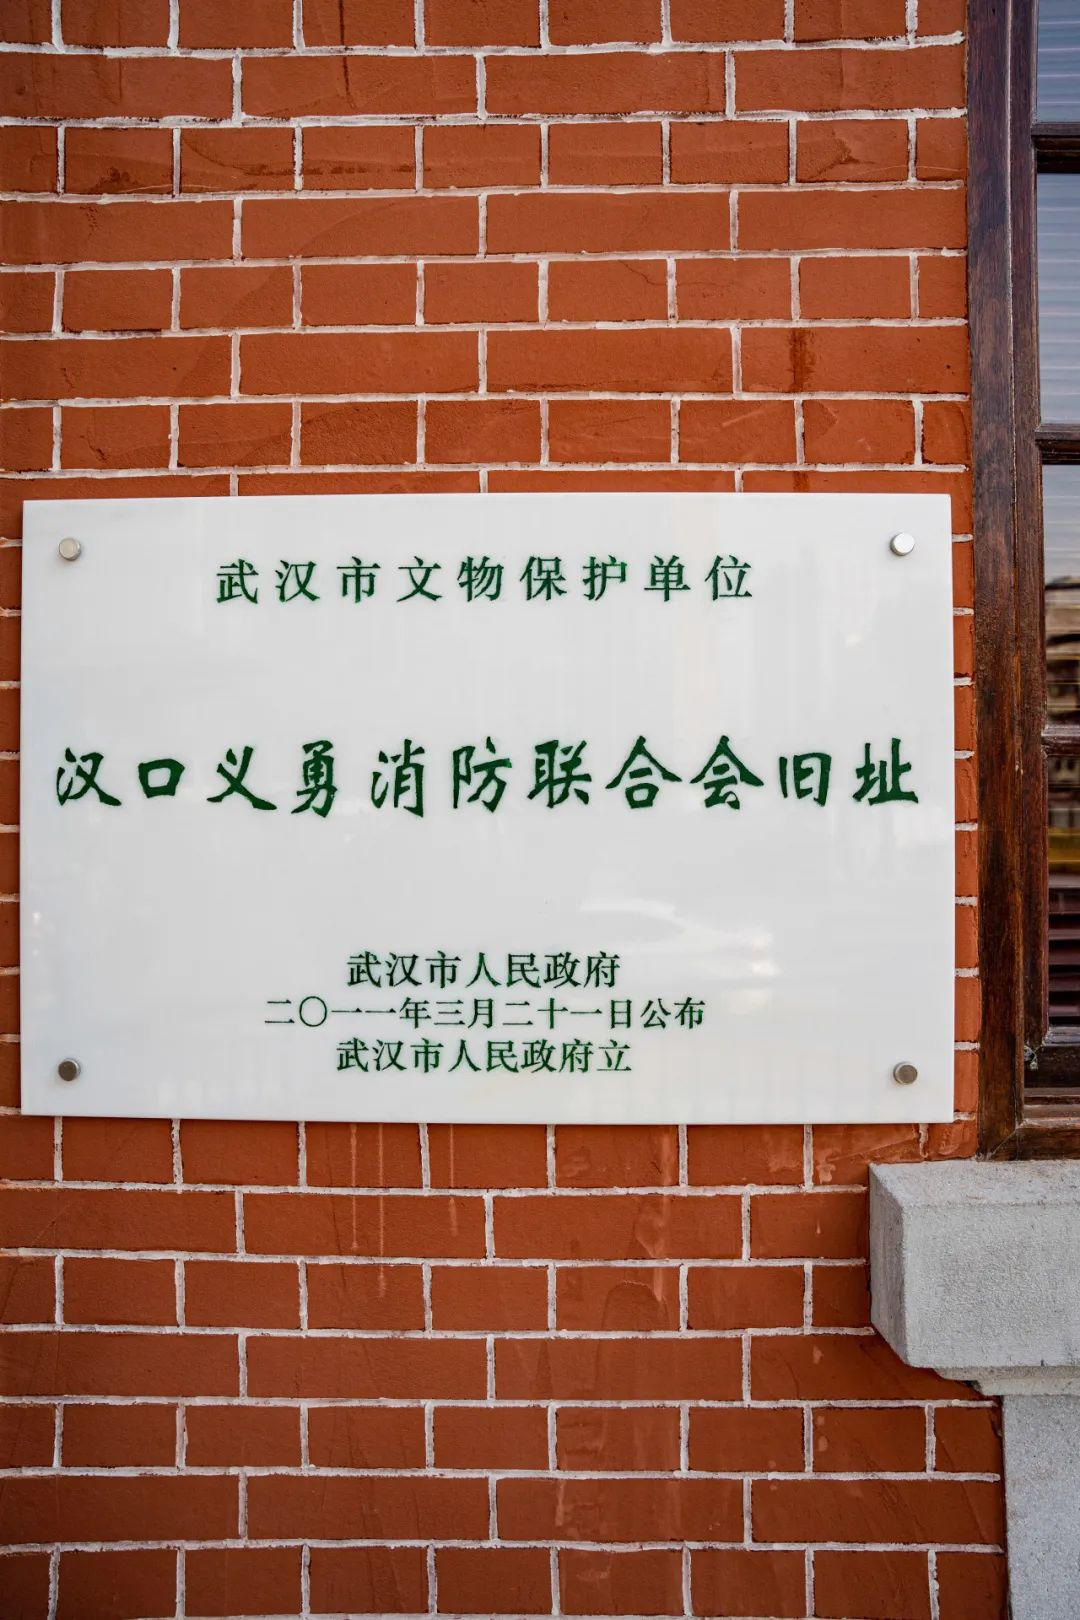 武汉市文物保护单位
汉口义勇消防联合会旧址
武汉市人民政府
二〇一一年三月二十一日公布
武汉市人民政府立